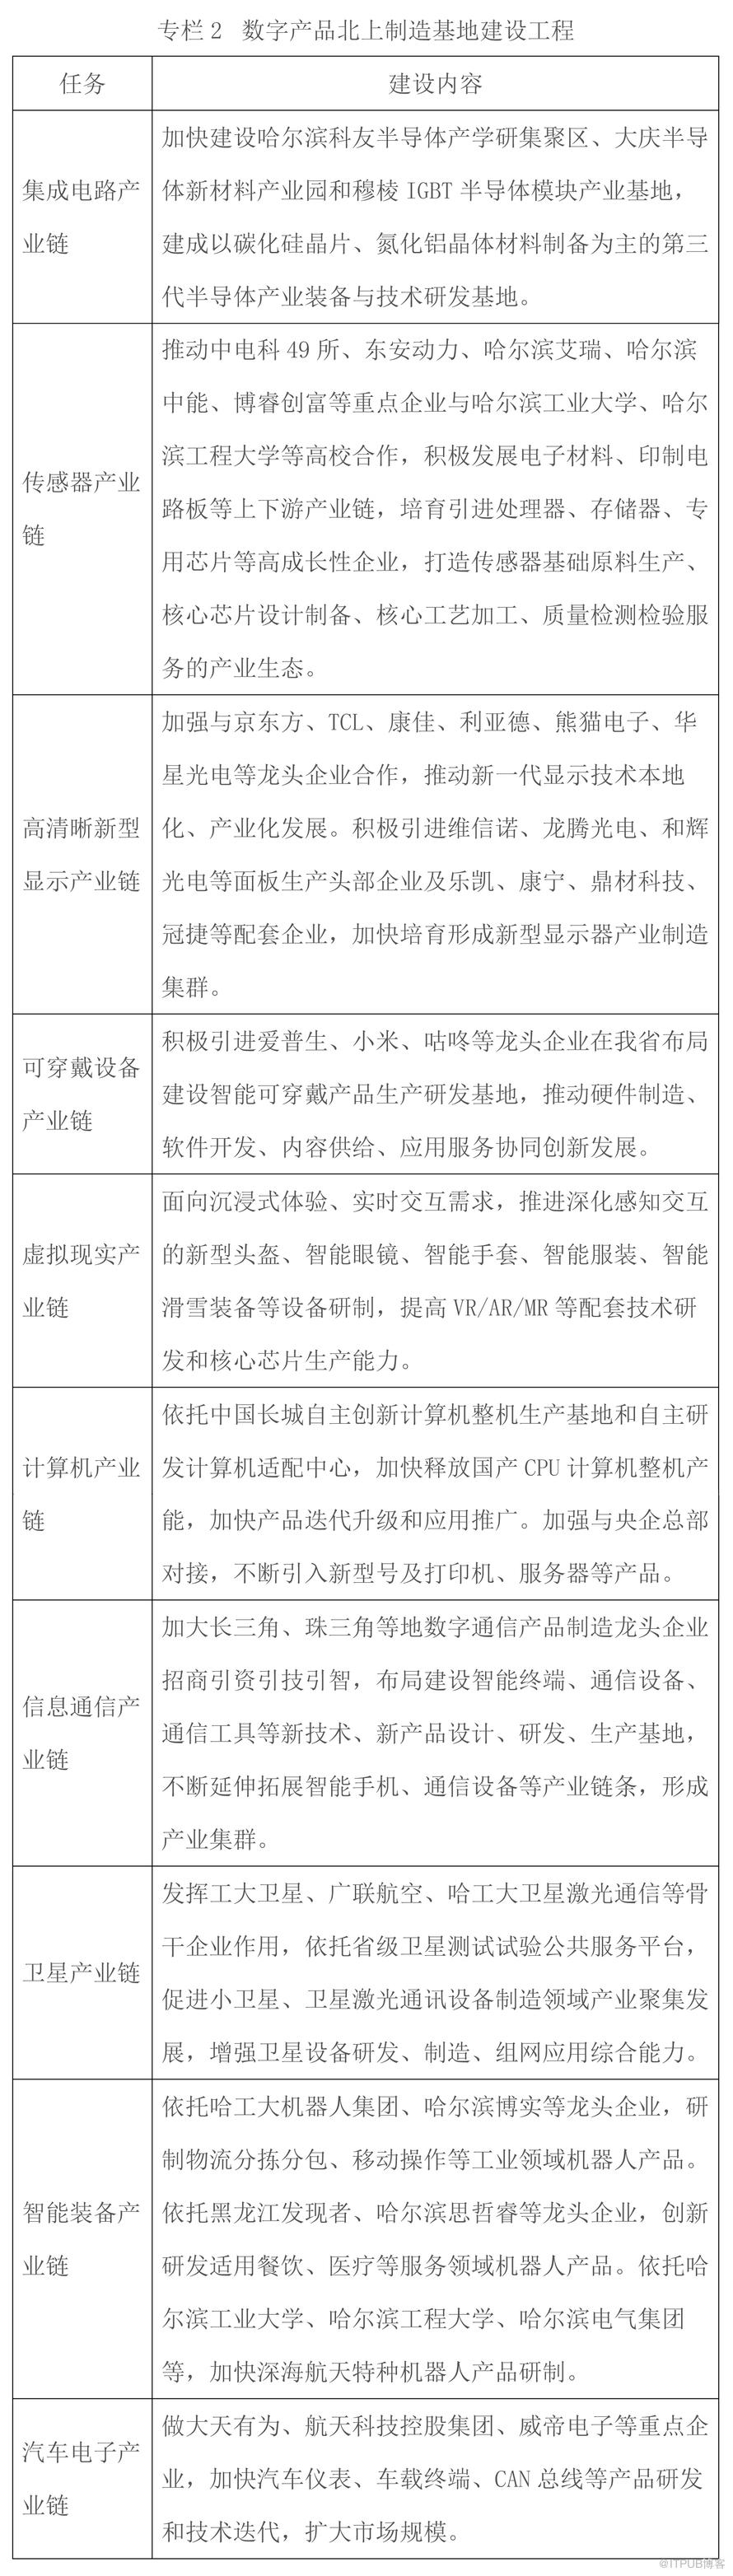 专栏2 数字产品北上制造基地建设工程
任务
建设内容
集成电路产
业链
加快建设哈尔滨科友半导体产学研集聚区、大庆半导
体新材料产业园和穆棱 IGBT 半导体模块产业基地，
建成以碳化硅晶片、氮化铝晶体材料制备为主的第三
代半导体产业装备与技术研发基地。
传感器产业
链
推动中电科 49 所、东安动力、哈尔滨艾瑞、哈尔滨
中能、博睿创富等重点企业与哈尔滨工业大学、哈尔
滨工程大学等高校合作，积极发展电子材料、印制电
路板等上下游产业链，培育引进处理器、存储器、专
用芯片等高成长性企业，打造传感器基础原料生产、
核心芯片设计制备、核心工艺加工、质量检测检验服
务的产业生态。
高清晰新型
显示产业链
加强与京东方、TCL、康佳、利亚德、熊猫电子、华
星光电等龙头企业合作，推动新一代显示技术本地
化、产业化发展。积极引进维信诺、龙腾光电、和辉
光电等面板生产头部企业及乐凯、康宁、鼎材科技、
冠捷等配套企业，加快培育形成新型显示器产业制造
集群。
可穿戴设备
产业链
积极引进爱普生、小米、咕咚等龙头企业在我省布局
建设智能可穿戴产品生产研发基地，推动硬件制造、
软件开发、内容供给、应用服务协同创新发展。
虚拟现实产
业链
面向沉浸式体验、实时交互需求，推进深化感知交互
的新型头盔、智能眼镜、智能手套、智能服装、智能
滑雪装备等设备研制，提高 VR/AR/MR 等配套技术研
发和核心芯片生产能力。
计算机产业
链
依托中国长城自主创新计算机整机生产基地和自主研
发计算机适配中心，加快释放国产 CPU 计算机整机产
能，加快产品迭代升级和应用推广。加强与央企总部
对接，不断引入新型号及打印机、服务器等产品。
信息通信产
业链
加大长三角、珠三角等地数字通信产品制造龙头企业
招商引资引技引智，布局建设智能终端、通信设备、
通信工具等新技术、新产品设计、研发、生产基地，
不断延伸拓展智能手机、通信设备等产业链条，形成
产业集群。
卫星产业链
发挥工大卫星、广联航空、哈工大卫星激光通信等骨
干企业作用，依托省级卫星测试试验公共服务平台，
促进小卫星、卫星激光通讯设备制造领域产业聚集发
展，增强卫星设备研发、制造、组网应用综合能力。
智能装备产
业链
依托哈工大机器人集团、哈尔滨博实等龙头企业，研
制物流分拣分包、移动操作等工业领域机器人产品。
依托黑龙江发现者、哈尔滨思哲睿等龙头企业，创新
研发适用餐饮、医疗等服务领域机器人产品。依托哈
尔滨工业大学、哈尔滨工程大学、哈尔滨电气集团
等，加快深海航天特种机器人产品研制。
汽车电子产
业链
做大天有为、航天科技控股集团、威帝电子等重点企
业，加快汽车仪表、车载终端、CAN 总线等产品研发
和技术迭代，扩大市场规模。
@ITPUB博客